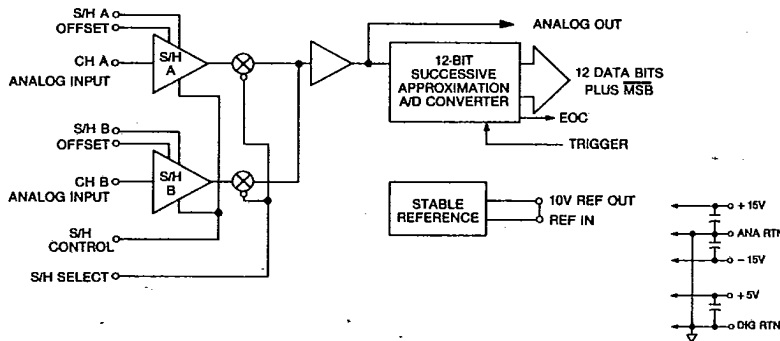 S/H A
OFFSET
CH A
ANALOG INPUT
S/H
A
S/H B
OFFSET
CH B
ANALOG INPUT
S/H
B
S/H
CONTROL
S/H SELECT
ANALOG OUT
12-BIT
SUCCESSIVE
APPROXIMATION
A/D CONVERTER
12 DATA BITS
PLUS MSB
EOC
TRIGGER
STABLE
REFERENCE
10V REF OUT
REF IN
+15V
ANA RTN
-15V
+5V
DIG RTN